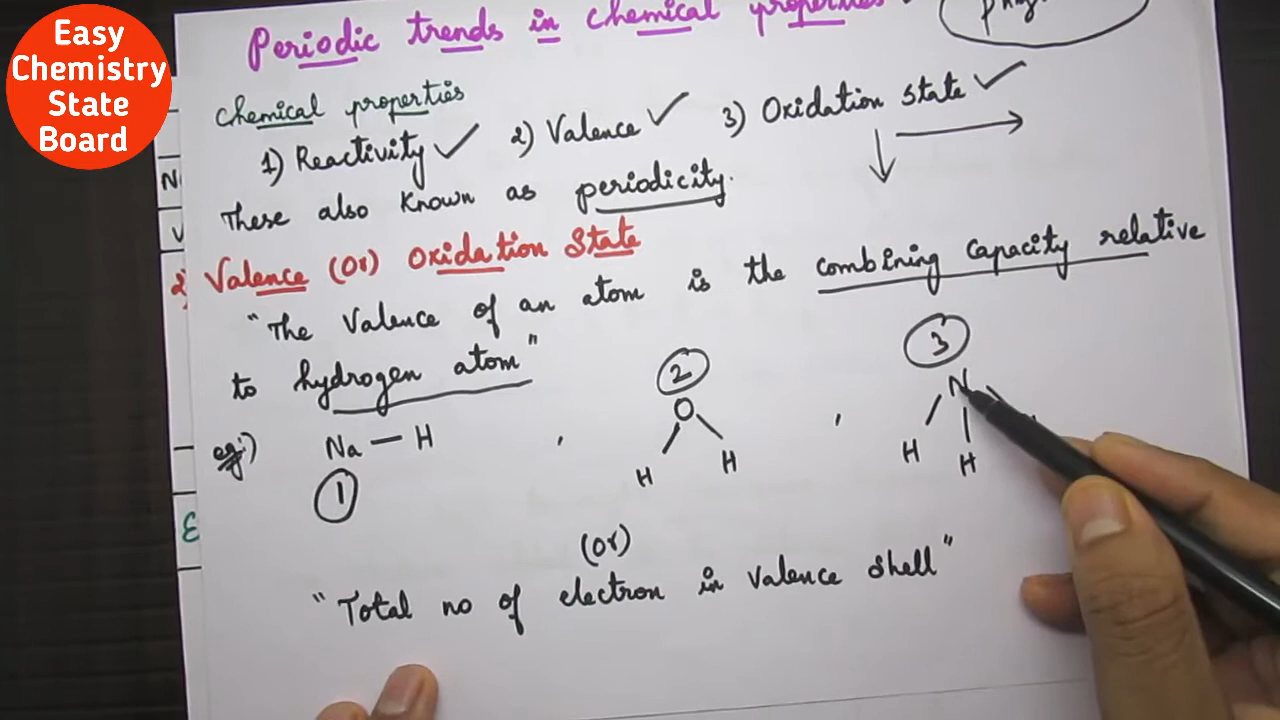 Easy
Chemistry
State
Board
Periodic trends in chemical properties
Chemical properties
1) Reactivity 2) Valence 3) Oxidation state
These also known as periodicity.
2) Valence (Or) Oxidation State
"The Valence of an atom is the combining capacity relative
to hydrogen atom"
eg:) Na — H , O , N
H H H H
1 2 3
(Or)
"Total no of electron in valence shell"